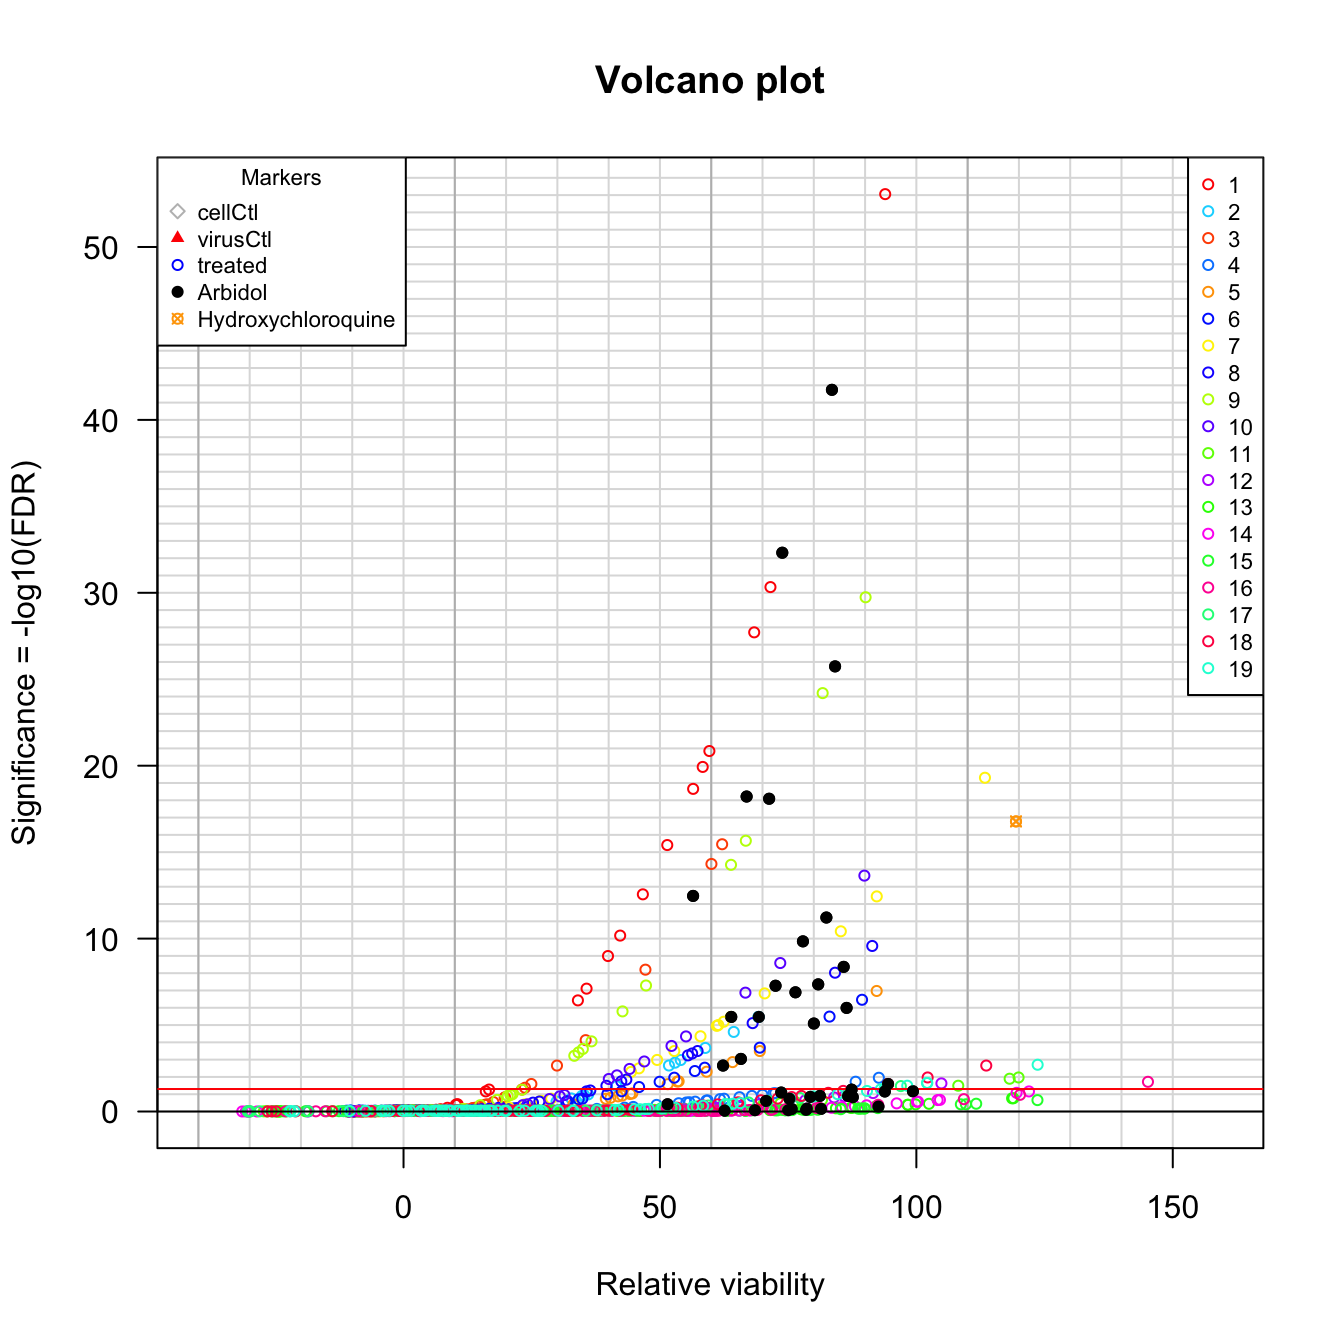 Volcano plot
Markers
cellCtl
virusCtl
treated
Arbidol
Hydroxychloroquine
1
2
3
4
5
6
7
8
9
10
11
12
13
14
15
16
17
18
19
50
40
30
20
10
0
Significance = -log10(FDR)
0 50 100 150
Relative viability